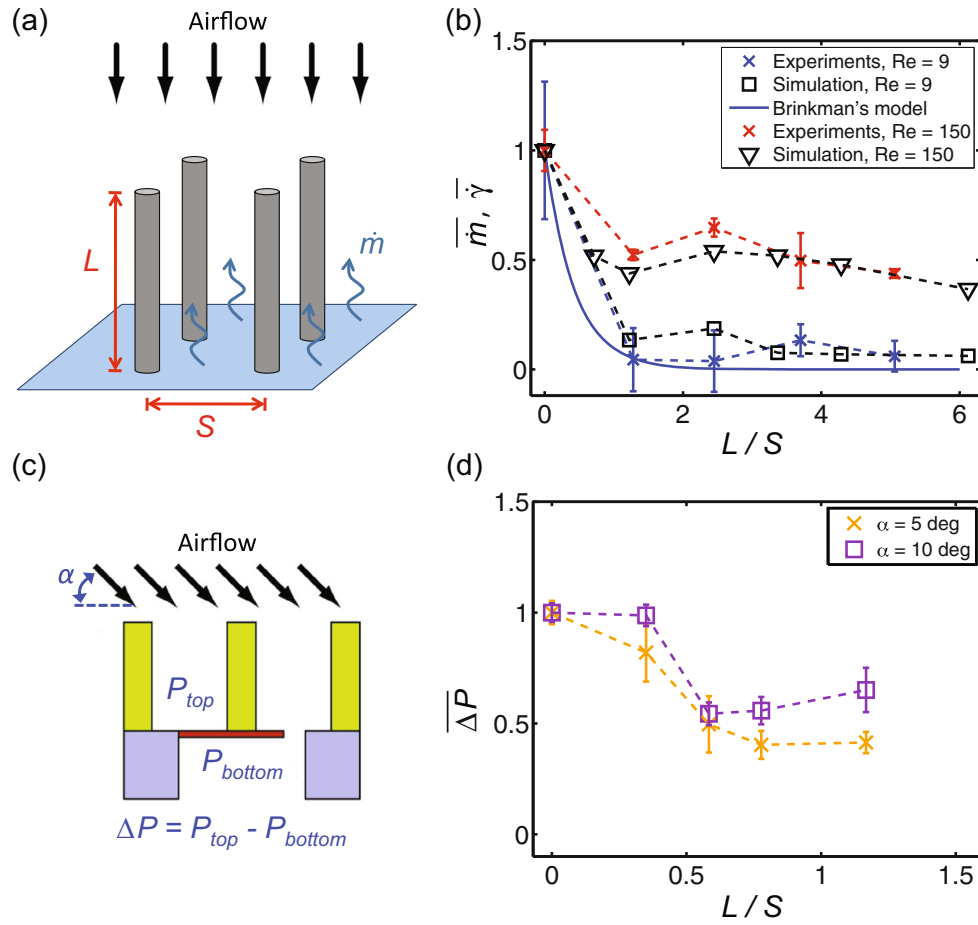 (a)
Airflow
L
ṁ
S
(b)
1.5
1
0.5
0
0
2
4
6
L / S
ṁ̅, γ̇̅
Experiments, Re = 9
Simulation, Re = 9
Brinkman's model
Experiments, Re = 150
Simulation, Re = 150
(c)
Airflow
α
P_top
P_bottom
ΔP = P_top - P_bottom
(d)
1.5
1
0.5
0
0
0.5
1
1.5
L / S
Δ̅P̅
α = 5 deg
α = 10 deg